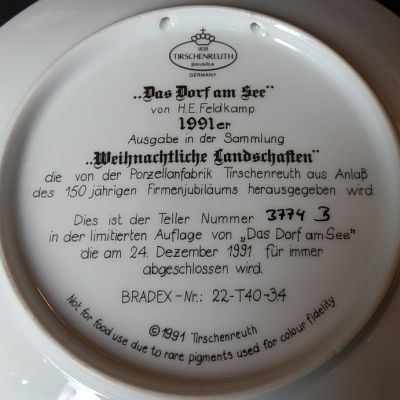 1838
TIRSCHENREUTH
BAVARIA
GERMANY
„Das Dorf am See“
von H.E. Feldkamp
1991er
Ausgabe in der Sammlung
„Weihnachtliche Landschaften“
die von der Porzellanfabrik Tirschenreuth aus Anlaß
des 150 jährigen Firmenjubiläums herausgegeben wird.
Dies ist der Teller Nummer 3774 B
in der limitierten Auflage von „Das Dorf am See“
die am 24. Dezember 1991 für immer
abgeschlossen wird.
BRADEX-Nr.: 22-T40-34
©1991 Tirschenreuth
Not for food use due to rare pigments used for colour fidelity